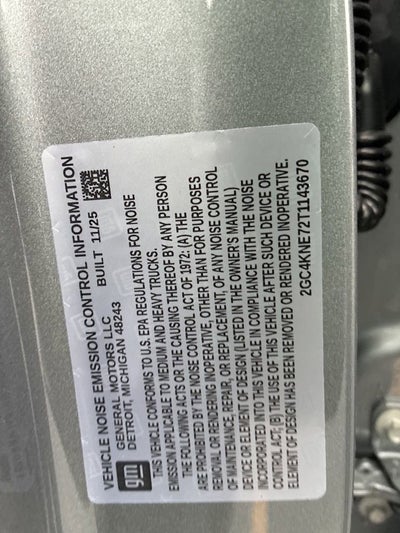 VEHICLE NOISE EMISSION CONTROL INFORMATION
GENERAL MOTORS LLC BUILT 11/25
DETROIT, MICHIGAN 48243
gm
THIS VEHICLE CONFORMS TO U.S. EPA REGULATIONS FOR NOISE
EMISSION APPLICABLE TO MEDIUM AND HEAVY TRUCKS.
THE FOLLOWING ACTS OR THE CAUSING THEREOF BY ANY PERSON
ARE PROHIBITED BY THE NOISE CONTROL ACT OF 1972: (A) THE
REMOVAL OR RENDERING INOPERATIVE, OTHER THAN FOR PURPOSES
OF MAINTENANCE, REPAIR, OR REPLACEMENT, OF ANY NOISE CONTROL
DEVICE OR ELEMENT OF DESIGN (LISTED IN THE OWNER'S MANUAL)
INCORPORATED INTO THIS VEHICLE IN COMPLIANCE WITH THE NOISE
CONTROL ACT; (B) THE USE OF THIS VEHICLE AFTER SUCH DEVICE OR
ELEMENT OF DESIGN HAS BEEN REMOVED OR RENDERED INOPERATIVE.
2GC4KNE72T1143670